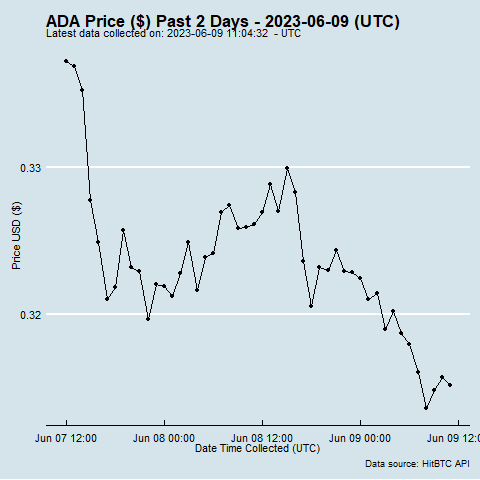 ADA Price ($) Past 2 Days - 2023-06-09 (UTC)
Latest data collected on: 2023-06-09 11:04:32 - UTC
0.33
0.32
Price USD ($)
Jun 07 12:00 Jun 08 00:00 Jun 08 12:00 Jun 09 00:00 Jun 09 12:00
Date Time Collected (UTC)
Data source: HitBTC API